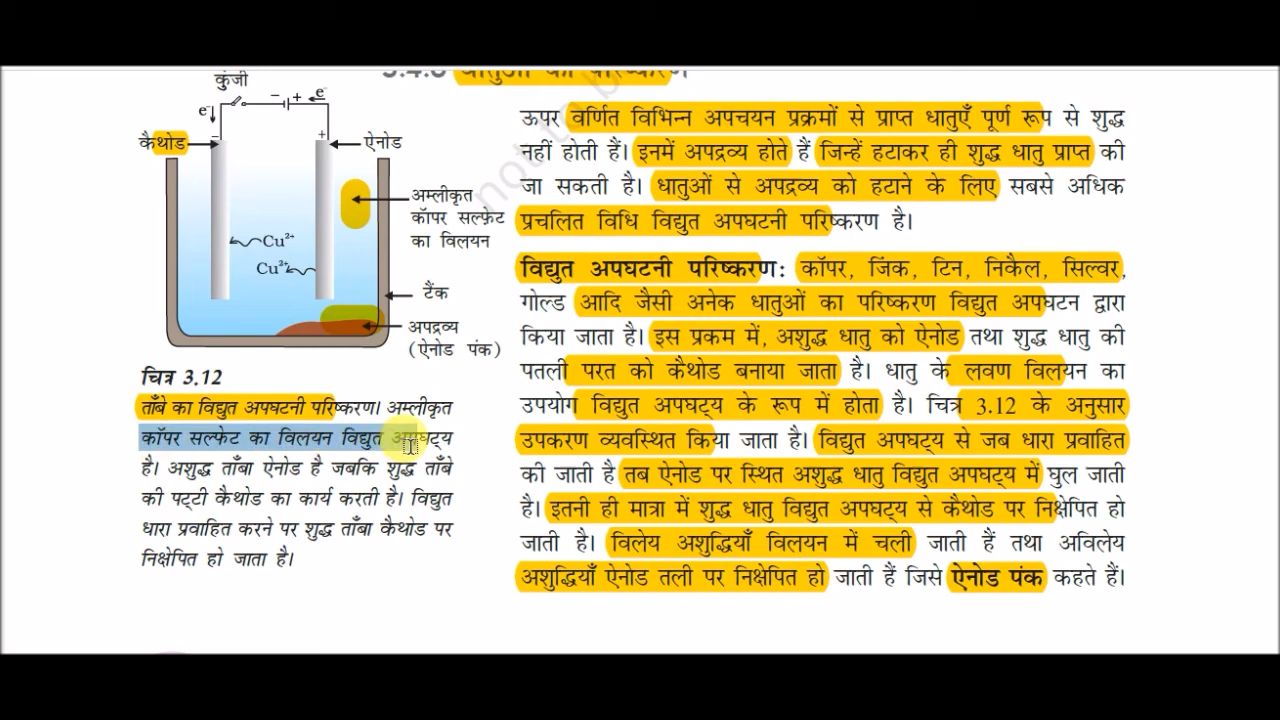 धातुओं का परिष्करण
कुंजी
e⁻ − + e⁻
− +
कैथोड
ऐनोड
अम्लीकृत
कॉपर सल्फ़ेट
का विलयन
Cu²⁺
Cu²⁺
टैंक
अपद्रव्य
(ऐनोड पंक)
चित्र 3.12
ताँबे का विद्युत अपघटनी परिष्करण। अम्लीकृत
कॉपर सल्फेट का विलयन विद्युत अपघट्य
है। अशुद्ध ताँबा ऐनोड है जबकि शुद्ध ताँबे
की पट्टी कैथोड का कार्य करती है। विद्युत
धारा प्रवाहित करने पर शुद्ध ताँबा कैथोड पर
निक्षेपित हो जाता है।
ऊपर वर्णित विभिन्न अपचयन प्रक्रमों से प्राप्त धातुएँ पूर्ण रूप से शुद्ध
नहीं होती हैं। इनमें अपद्रव्य होते हैं जिन्हें हटाकर ही शुद्ध धातु प्राप्त की
जा सकती है। धातुओं से अपद्रव्य को हटाने के लिए सबसे अधिक
प्रचलित विधि विद्युत अपघटनी परिष्करण है।
विद्युत अपघटनी परिष्करण: कॉपर, जिंक, टिन, निकैल, सिल्वर,
गोल्ड आदि जैसी अनेक धातुओं का परिष्करण विद्युत अपघटन द्वारा
किया जाता है। इस प्रकम में, अशुद्ध धातु को ऐनोड तथा शुद्ध धातु की
पतली परत को कैथोड बनाया जाता है। धातु के लवण विलयन का
उपयोग विद्युत अपघट्य के रूप में होता है। चित्र 3.12 के अनुसार
उपकरण व्यवस्थित किया जाता है। विद्युत अपघट्य से जब धारा प्रवाहित
की जाती है तब ऐनोड पर स्थित अशुद्ध धातु विद्युत अपघट्य में घुल जाती
है। इतनी ही मात्रा में शुद्ध धातु विद्युत अपघट्य से कैथोड पर निक्षेपित हो
जाती है। विलेय अशुद्धियाँ विलयन में चली जाती हैं तथा अविलेय
अशुद्धियाँ ऐनोड तली पर निक्षेपित हो जाती हैं जिसे ऐनोड पंक कहते हैं।
not to b